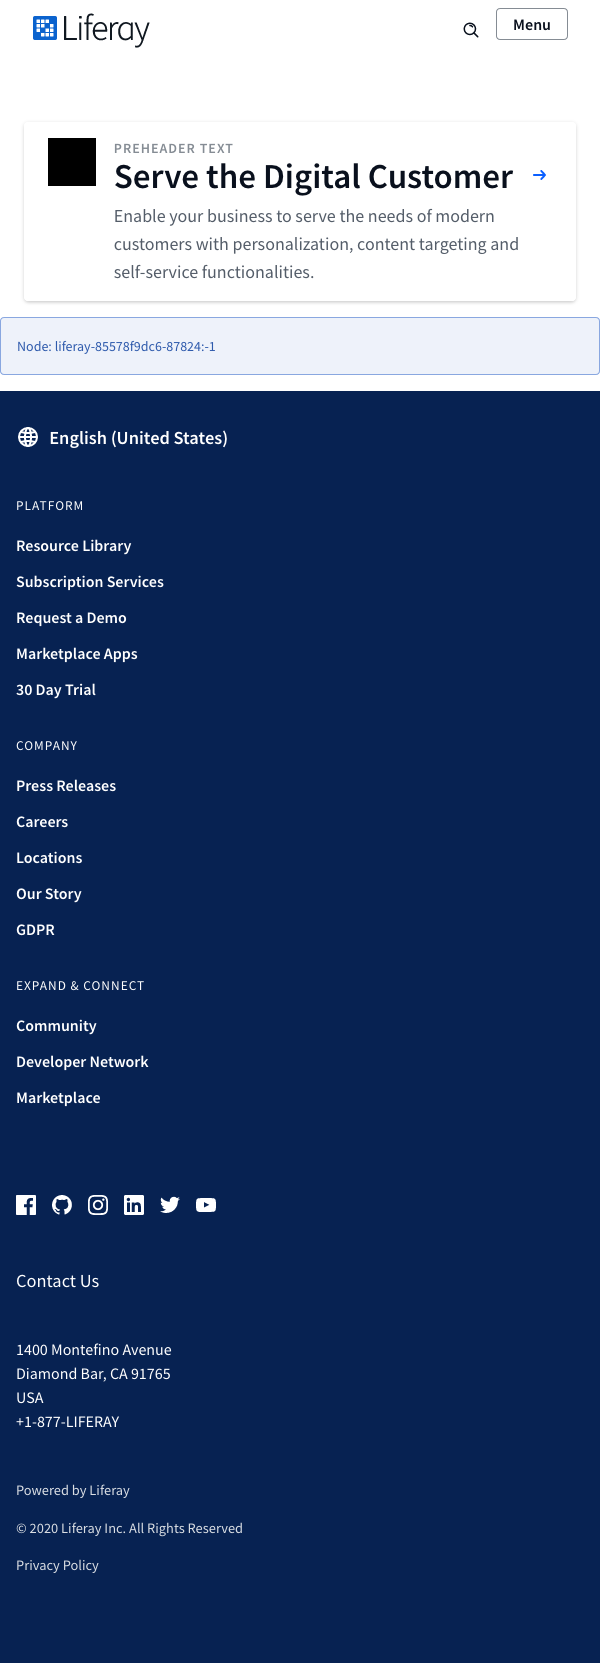 Liferay
Menu
PREHEADER TEXT
Serve the Digital Customer
Enable your business to serve the needs of modern
customers with personalization, content targeting and
self-service functionalities.
Node: liferay-85578f9dc6-87824:-1
English (United States)
PLATFORM
Resource Library
Subscription Services
Request a Demo
Marketplace Apps
30 Day Trial
COMPANY
Press Releases
Careers
Locations
Our Story
GDPR
EXPAND & CONNECT
Community
Developer Network
Marketplace
Contact Us
1400 Montefino Avenue
Diamond Bar, CA 91765
USA
+1-877-LIFERAY
Powered by Liferay
© 2020 Liferay Inc. All Rights Reserved
Privacy Policy